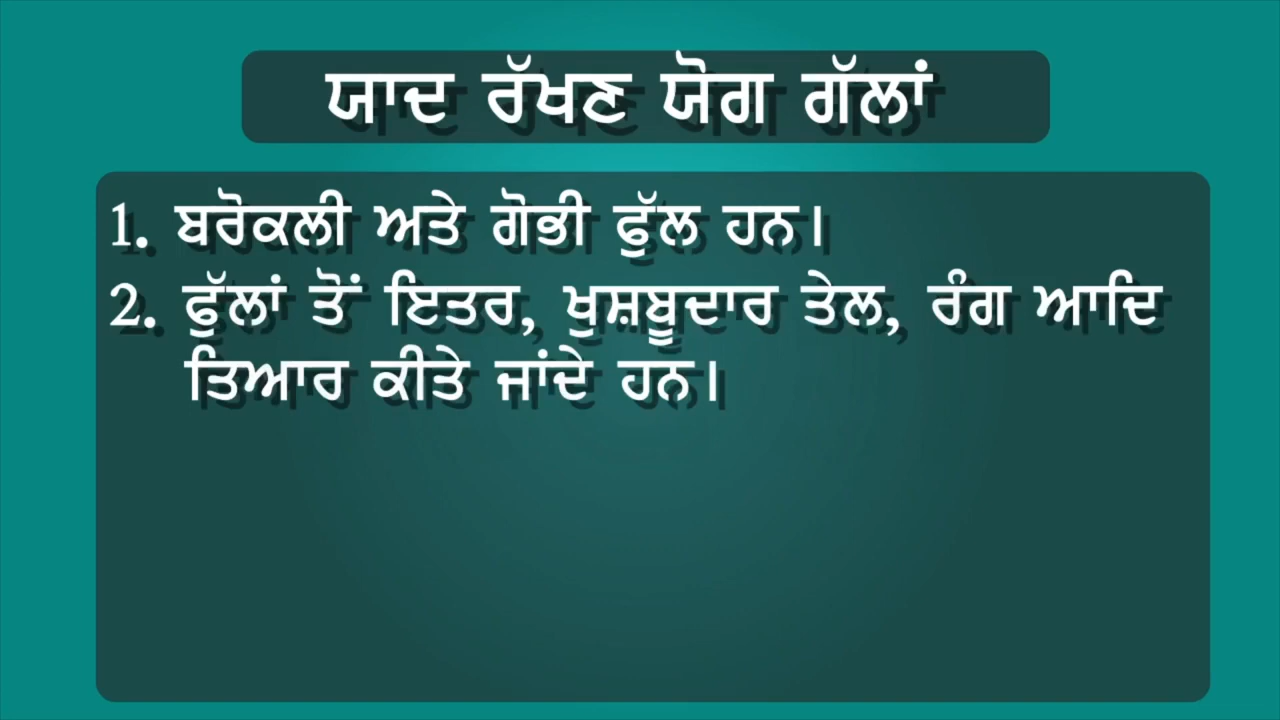 ਯਾਦ ਰੱਖਣ ਯੋਗ ਗੱਲਾਂ
1. ਬਰੋਕਲੀ ਅਤੇ ਗੋਭੀ ਫੁੱਲ ਹਨ।
2. ਫੁੱਲਾਂ ਤੋਂ ਇਤਰ, ਖੁਸ਼ਬੂਦਾਰ ਤੇਲ, ਰੰਗ ਆਦਿ
ਤਿਆਰ ਕੀਤੇ ਜਾਂਦੇ ਹਨ।